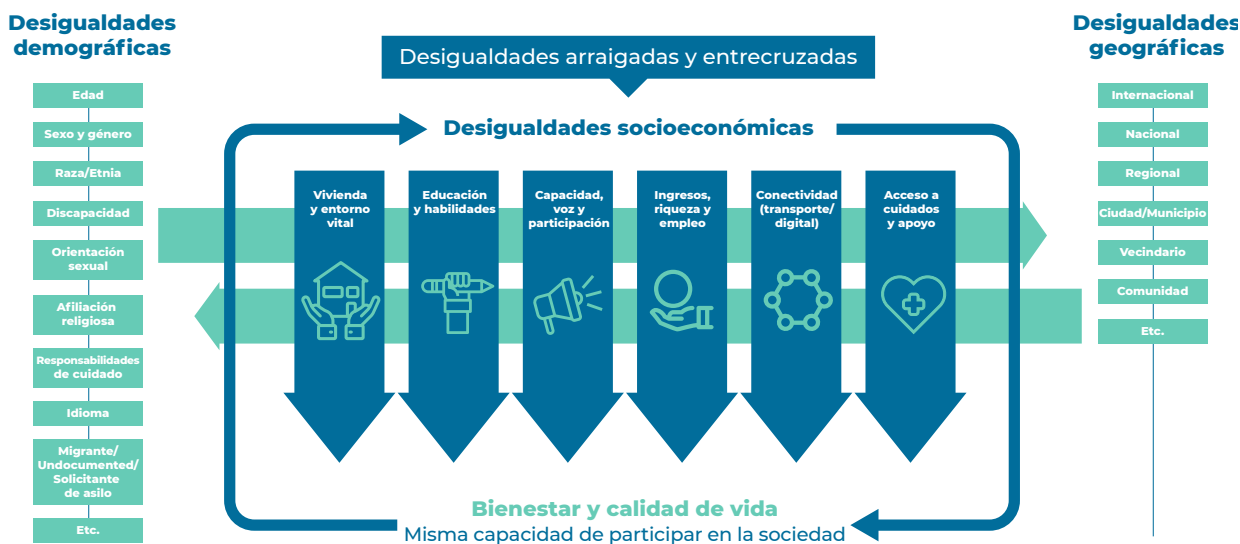 Desigualdades
demográficas
Edad
Sexo y género
Raza/Etnia
Discapacidad
Orientación
sexual
Afiliación
religiosa
Responsabilidades
de cuidado
Idioma
Migrante/
Undocumented/
Solicitante
de asilo
Etc.
Desigualdades arraigadas y entrecruzadas
Desigualdades socioeconómicas
Vivienda
y entorno
vital
Educación
y habilidades
Capacidad,
voz y
participación
Ingresos,
riqueza y
empleo
Conectividad
(transporte/
digital)
Acceso a
cuidados
y apoyo
Bienestar y calidad de vida
Misma capacidad de participar en la sociedad
Desigualdades
geográficas
Internacional
Nacional
Regional
Ciudad/Municipio
Vecindario
Comunidad
Etc.